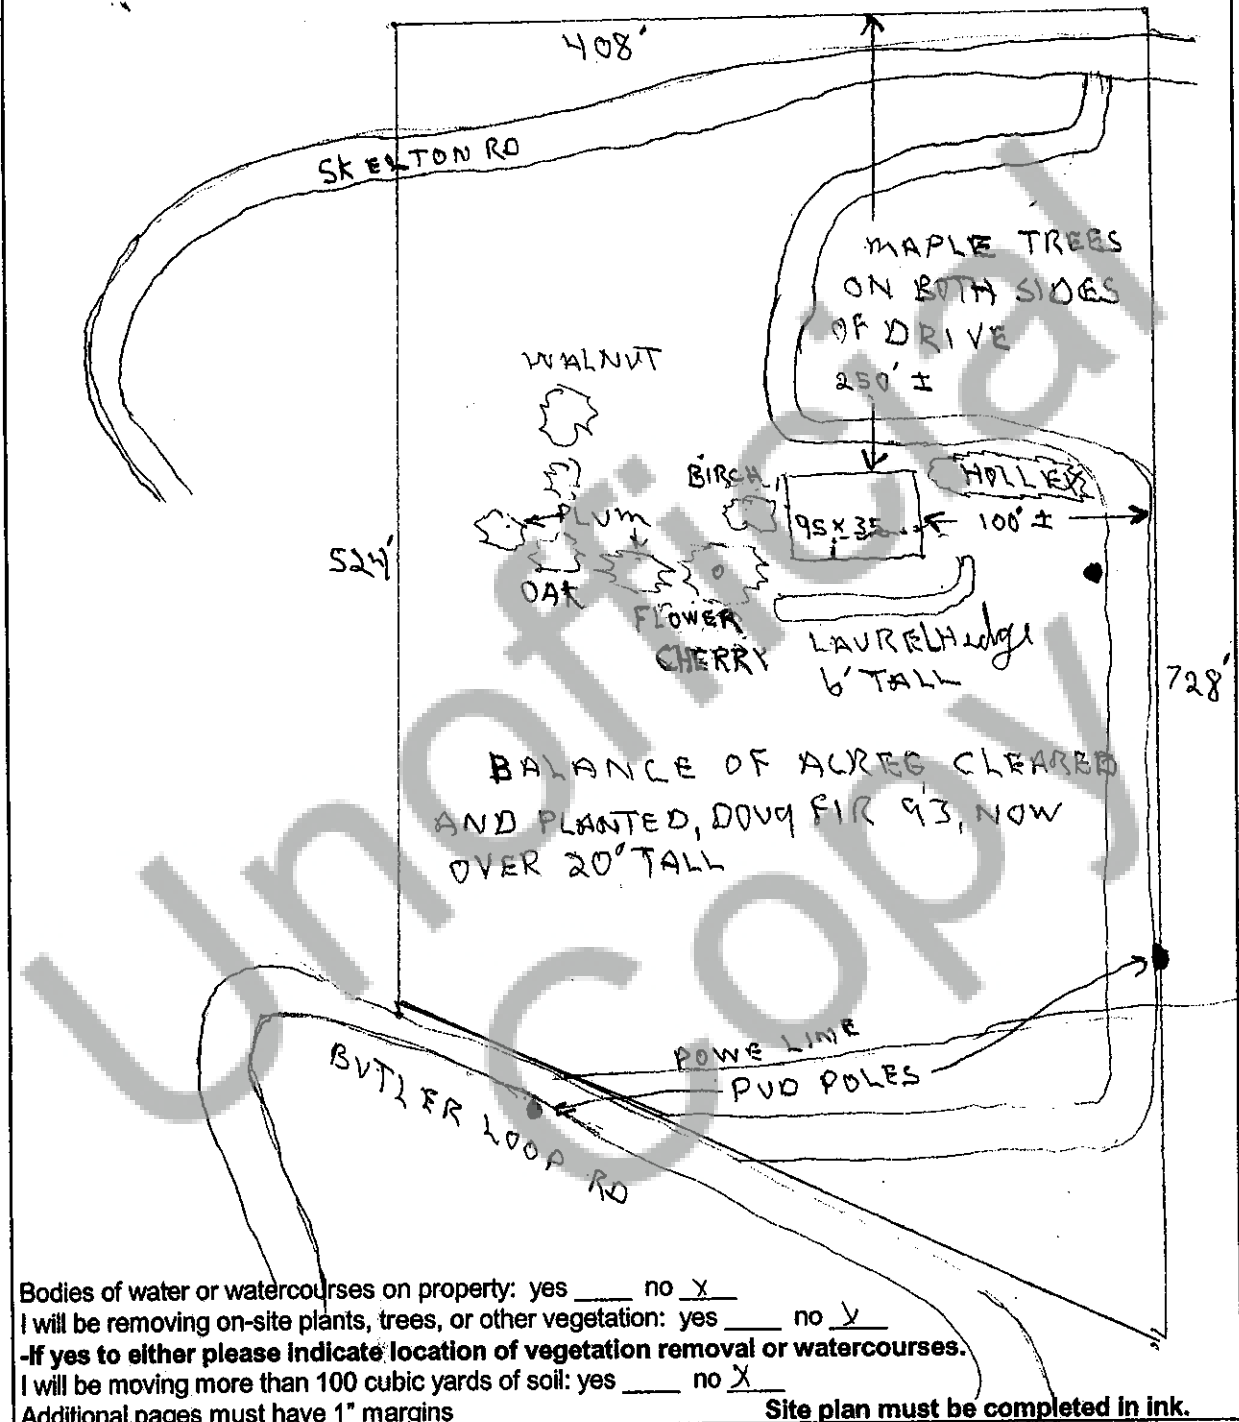 408'
SKELTON RD
MAPLE TREES
ON BOTH SIDES
OF DRIVE
250' ±
WALNUT
BIRCH
HOLLEY
PLUM
95 x 35
100' ±
524'
OAK
FLOWER
CHERRY
LAUREL Hedge
6' TALL
728'
BALANCE OF ACREG CLEARED
AND PLANTED, DOUG FIR 93, NOW
OVER 20' TALL
POWE LINE
PUD POLES
BUTLER LOOP RD
Unofficial
Copy
Bodies of water or watercourses on property: yes ____ no X
I will be removing on-site plants, trees, or other vegetation: yes ____ no X
-If yes to either please indicate location of vegetation removal or watercourses.
I will be moving more than 100 cubic yards of soil: yes ____ no X
Additional pages must have 1" margins
Site plan must be completed in ink.